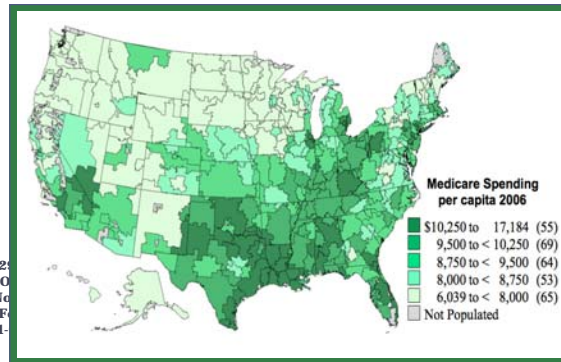 Medicare Spending
per capita 2006
$10,250 to 17,184 (55)
9,500 to < 10,250 (69)
8,750 to < 9,500 (64)
8,000 to < 8,750 (53)
6,039 to < 8,000 (65)
Not Populated